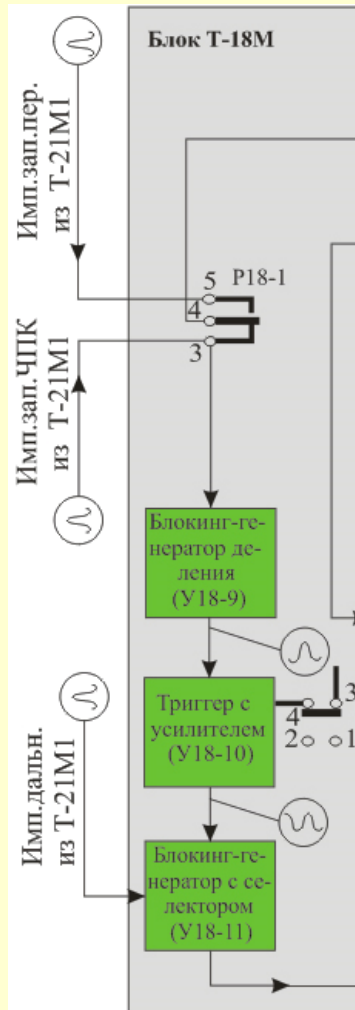 Блок Т-18М
Имп.зап.пер.
из Т-21М1
5
Р18-1
4
3
Имп.зап.ЧПК
из Т-21М1
Блокинг-ге-
нератор де-
ления
(У18-9)
Триггер с
усилителем
(У18-10)
3
4
2
1
Имп.дальн.
из Т-21М1
Блокинг-ге-
нератор с се-
лектором
(У18-11)